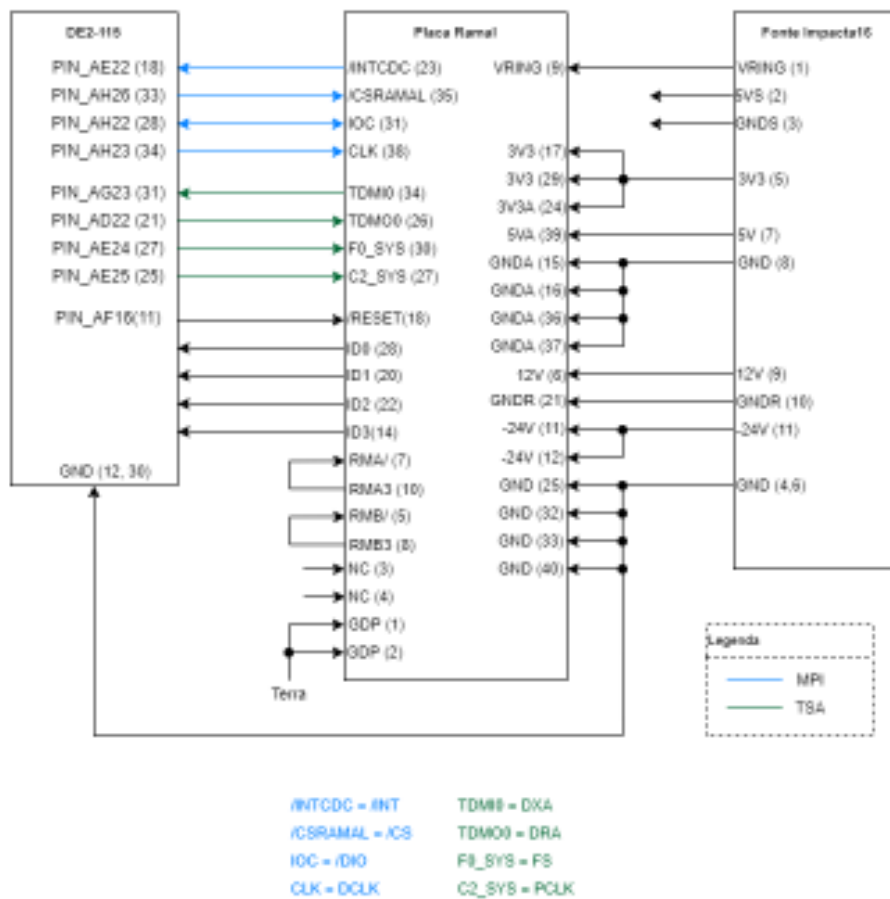 DE2-115
PIN_AE22 (18)
PIN_AH26 (33)
PIN_AH22 (28)
PIN_AH23 (34)
PIN_AG23 (31)
PIN_AD22 (21)
PIN_AE24 (27)
PIN_AE25 (25)
PIN_AF16(11)
GND (12, 30)
Placa Ramal
/INTCDC (23)
/CSRAMAL (35)
IOC (31)
CLK (38)
TDMI0 (34)
TDMO0 (26)
F0_SYS (30)
C2_SYS (27)
/RESET(18)
ID0 (28)
ID1 (20)
ID2 (22)
ID3(14)
RMA/ (7)
RMA3 (10)
RMB/ (5)
RMB3 (8)
NC (3)
NC (4)
GDP (1)
GDP (2)
Terra
VRING (9)
3V3 (17)
3V3 (29)
3V3A (24)
5VA (39)
GNDA (15)
GNDA (16)
GNDA (36)
GNDA (37)
12V (6)
GNDR (21)
-24V (11)
-24V (12)
GND (25)
GND (32)
GND (33)
GND (40)
Fonte Impacta16
VRING (1)
5VS (2)
GNDS (3)
3V3 (5)
5V (7)
GND (8)
12V (9)
GNDR (10)
-24V (11)
GND (4,6)
Legenda
MPI
TSA
/INTCDC = /INT
/CSRAMAL = /CS
IOC = /DIO
CLK = DCLK
TDMI0 = DXA
TDMO0 = DRA
F0_SYS = FS
C2_SYS = PCLK